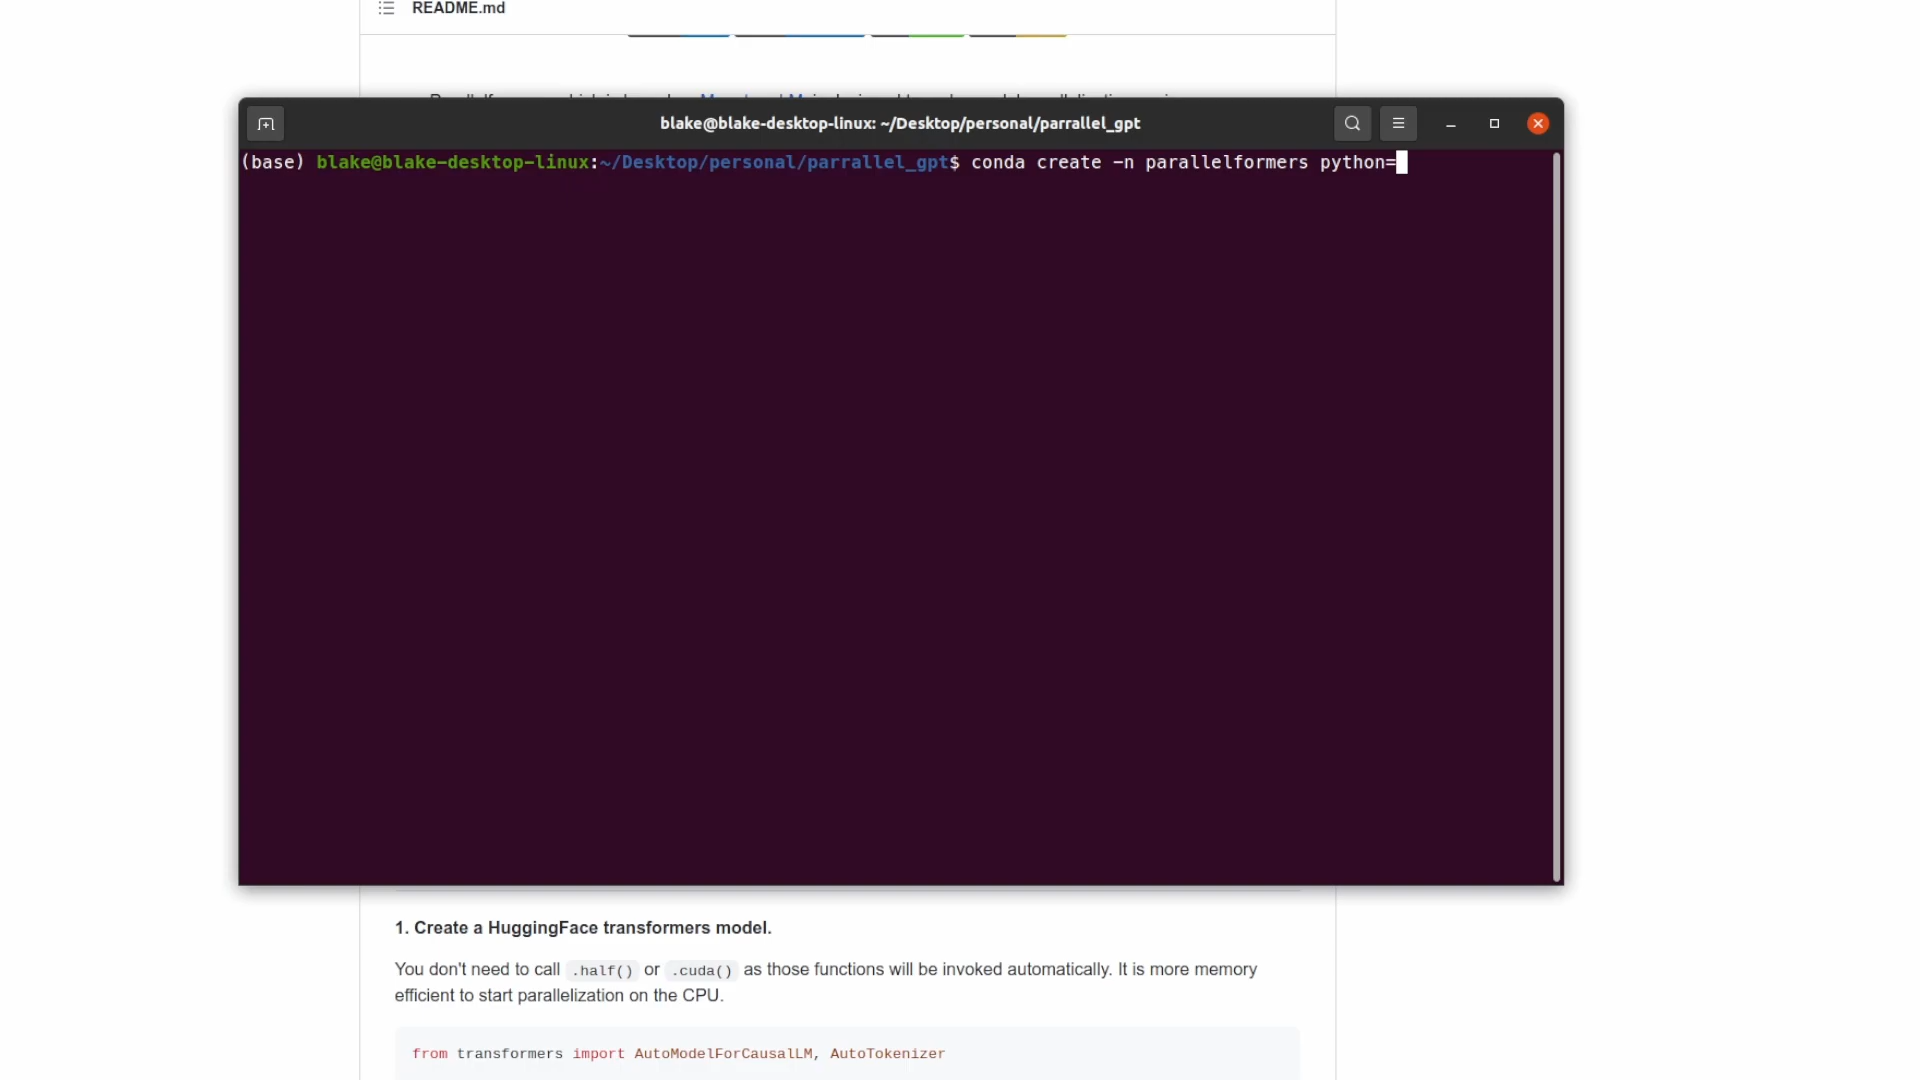 README.md
blake@blake-desktop-linux: ~/Desktop/personal/parrallel_gpt
(base) blake@blake-desktop-linux:~/Desktop/personal/parrallel_gpt$ conda create -n parallelformers python=
1. Create a HuggingFace transformers model.
You don't need to call .half() or .cuda() as those functions will be invoked automatically. It is more memory
efficient to start parallelization on the CPU.
from transformers import AutoModelForCausalLM, AutoTokenizer